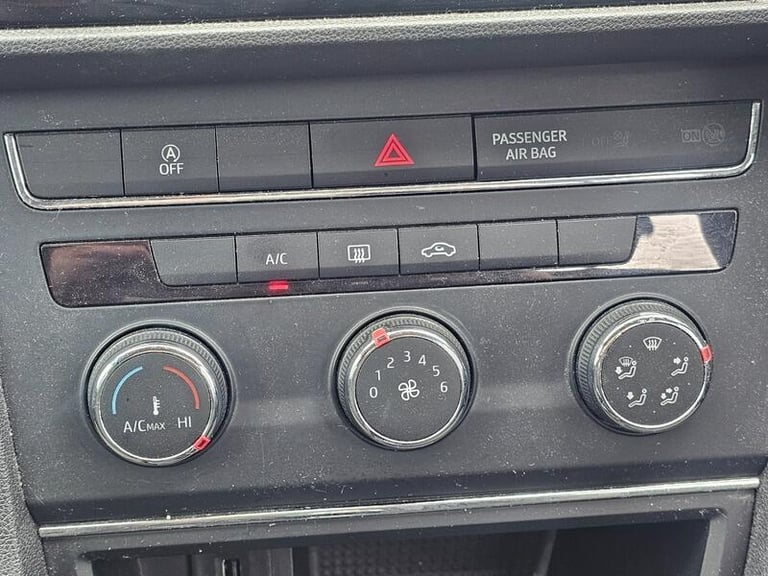 A
OFF
PASSENGER
AIR BAG
OFF
ON
A/C
A/C MAX
HI
0
1
2
3
4
5
6